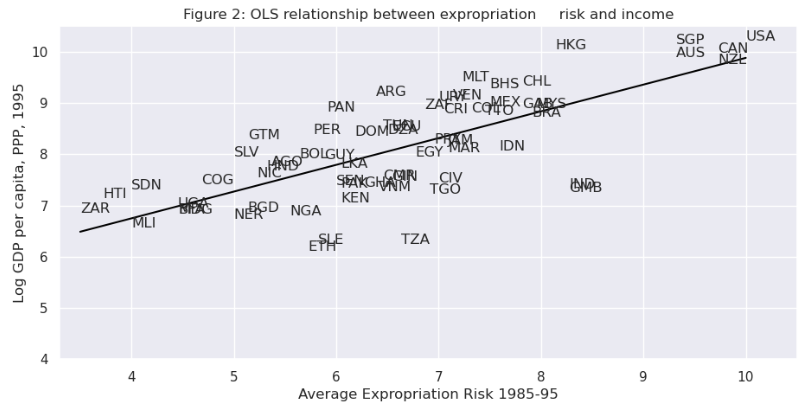 Figure 2: OLS relationship between expropriation     risk and income
Log GDP per capita, PPP, 1995
10
9
8
7
6
5
4
USA
SGP
CAN
HKG
AUS
NZL
MLT
CHL
BHS
ARG
VEN
URY
MEX
GAB
MYS
PAN
ZAF
CRI
COL
TTO
BRA
PER
DOM
DZA
GTM
PRY
JAM
IDN
SLV
BOL
GUY
EGY
MAR
AGO
HND
LKA
NIC
COG
SEN
PAK
GHA
CMR
GIN
VNM
CIV
TGO
IND
GMB
SDN
HTI
KEN
ZAR
UGA
BGD
NGA
NER
MLI
SLE
ETH
TZA
4 5 6 7 8 9 10
Average Expropriation Risk 1985-95